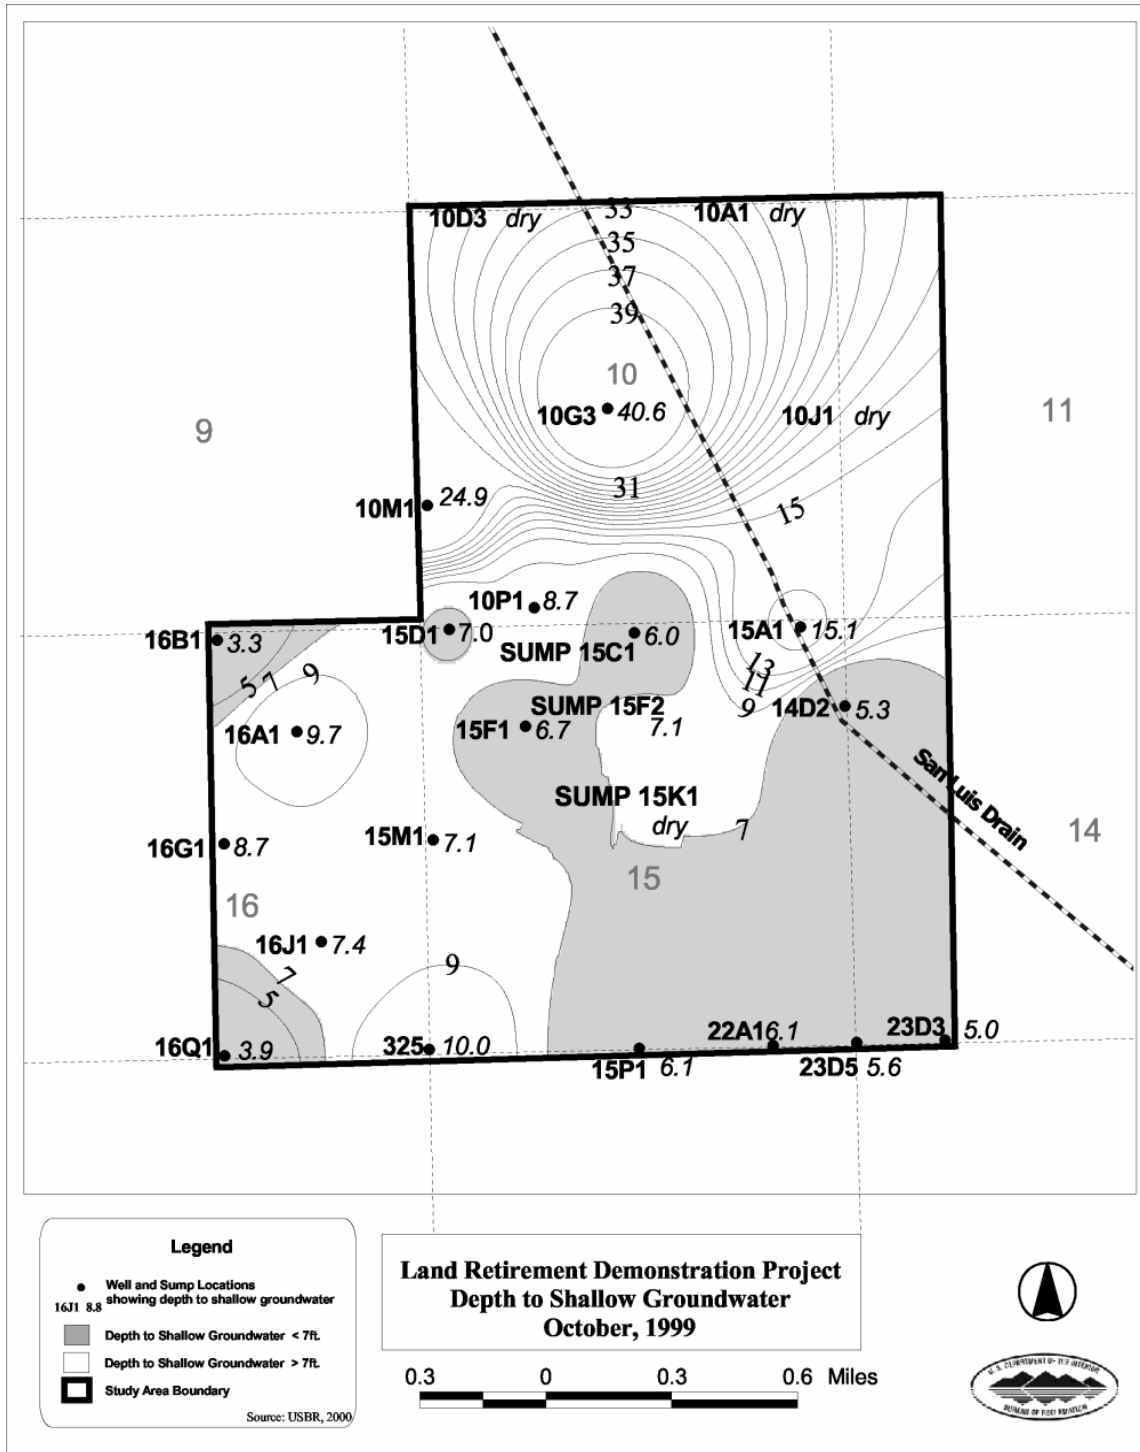 10D3 dry
33
10A1 dry
35
37
39
10
10G3 40.6
10J1 dry
11
9
31
10M1 24.9
15
10P1 8.7
16B1 3.3
15D1 7.0
15A1 15.1
6.0
SUMP 15C1
13
11
9
5 7 9
SUMP 15F2
7.1
14D2 5.3
16A1 9.7
15F1 6.7
San Luis Drain
SUMP 15K1
dry
7
15M1 7.1
14
16G1 8.7
15
16
16J1 7.4
9
7
5
16Q1 3.9
325 10.0
22A1 6.1
23D3 5.0
15P1 6.1
23D5 5.6
Legend
Well and Sump Locations
showing depth to shallow groundwater
16J1 8.8
Depth to Shallow Groundwater < 7ft.
Depth to Shallow Groundwater > 7ft.
Study Area Boundary
Source: USBR, 2000
Land Retirement Demonstration Project
Depth to Shallow Groundwater
October, 1999
0.3 0 0.3 0.6 Miles
U.S. DEPARTMENT OF THE INTERIOR
BUREAU OF RECLAMATION